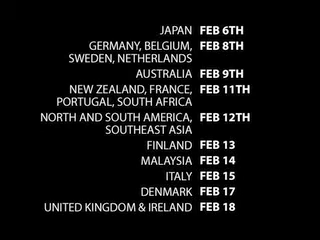 JAPAN FEB 6TH
GERMANY, BELGIUM, FEB 8TH
SWEDEN, NETHERLANDS
AUSTRALIA FEB 9TH
NEW ZEALAND, FRANCE, FEB 11TH
PORTUGAL, SOUTH AFRICA
NORTH AND SOUTH AMERICA, FEB 12TH
SOUTHEAST ASIA
FINLAND FEB 13
MALAYSIA FEB 14
ITALY FEB 15
DENMARK FEB 17
UNITED KINGDOM & IRELAND FEB 18